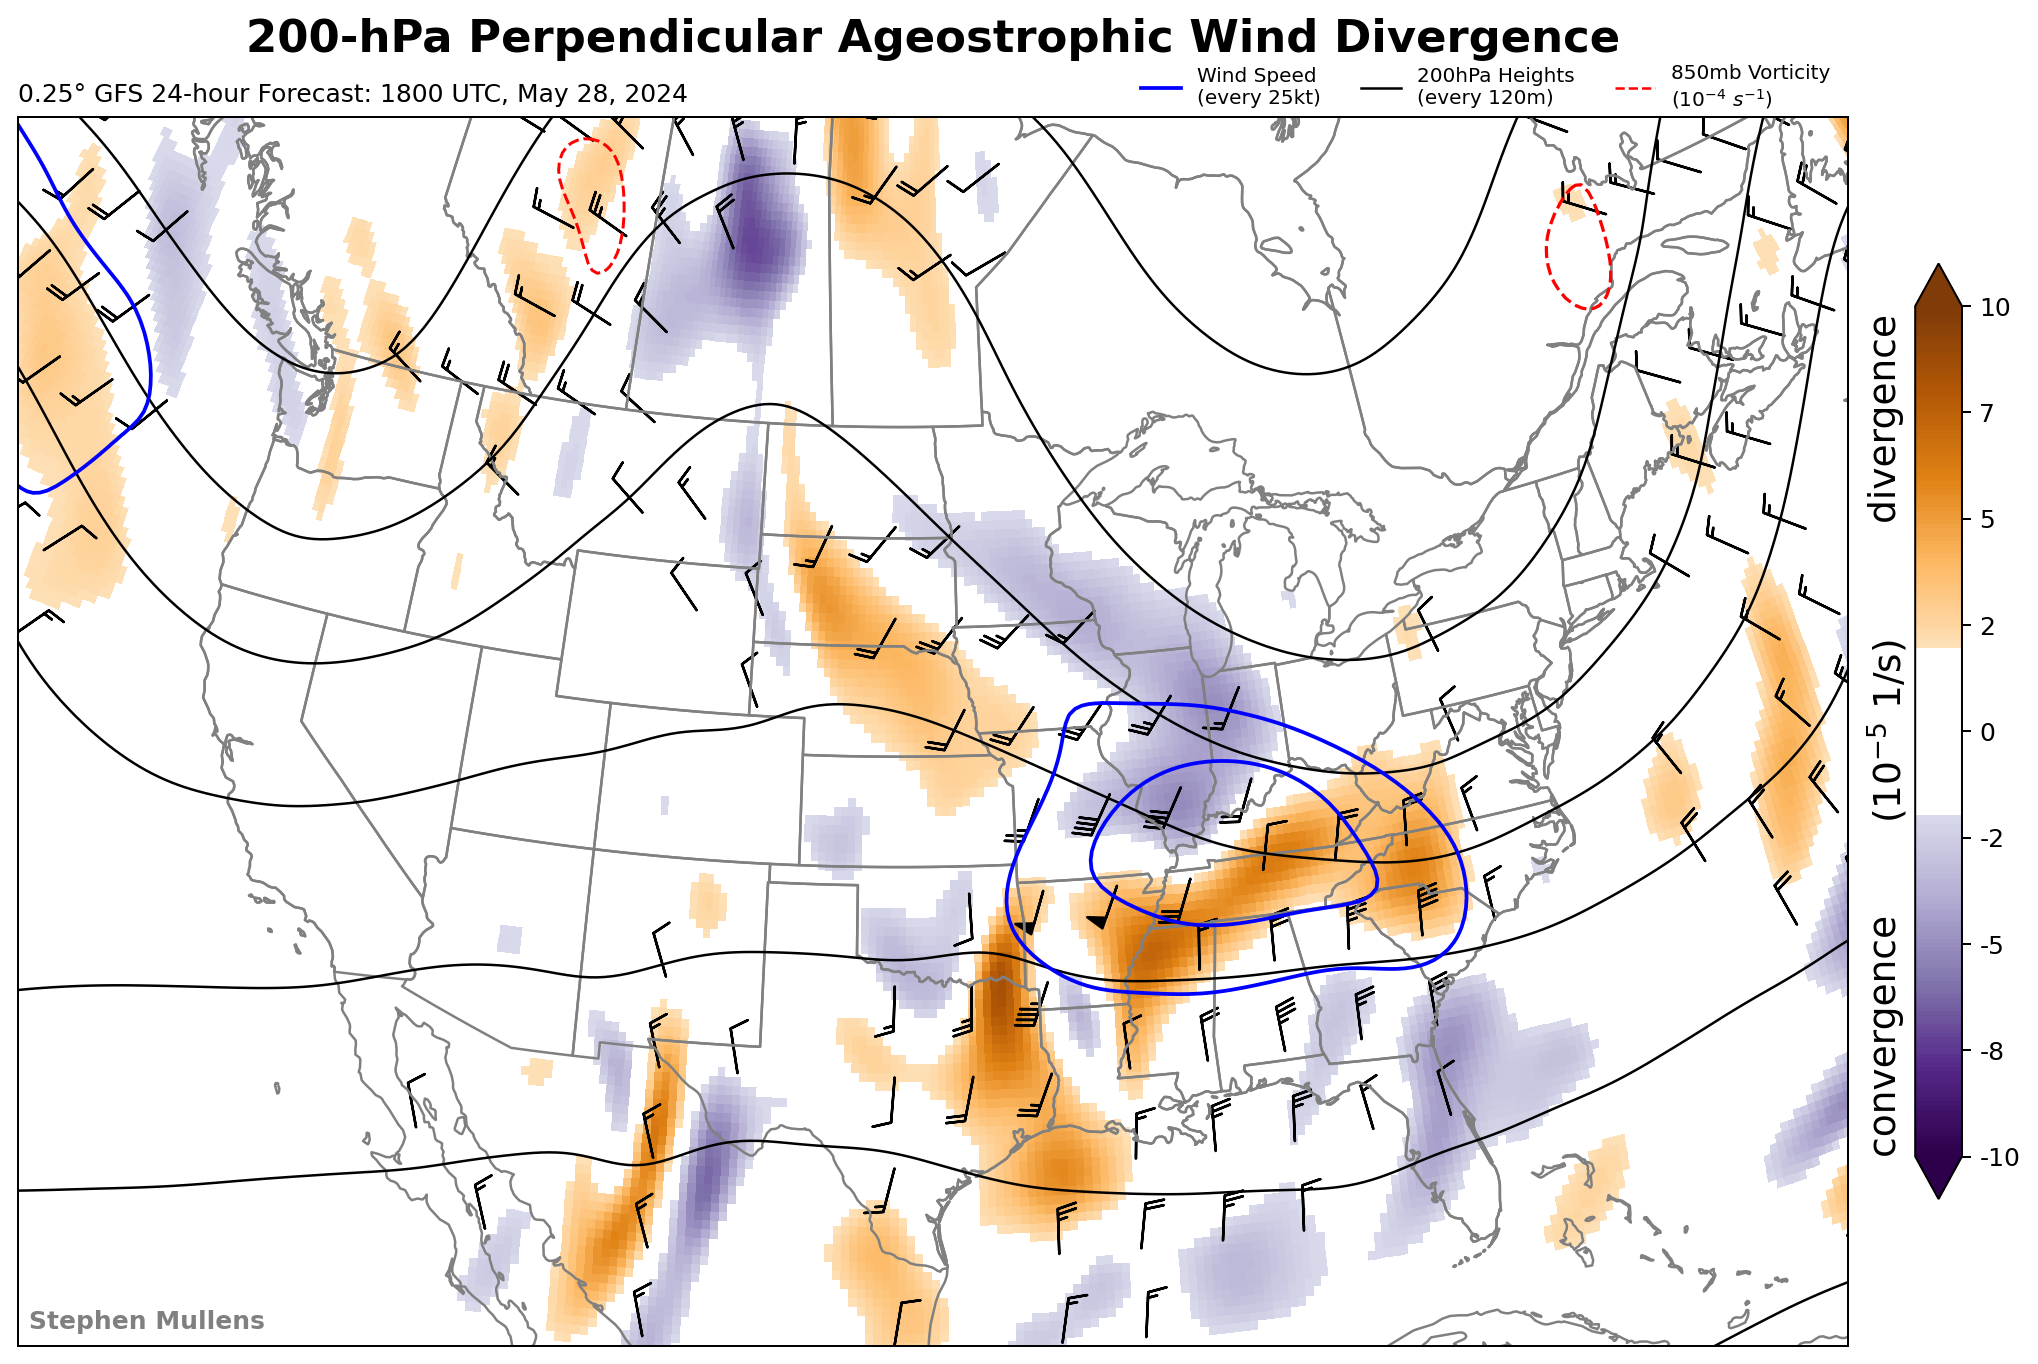 200-hPa Perpendicular Ageostrophic Wind Divergence
0.25° GFS 24-hour Forecast: 1800 UTC, May 28, 2024
Wind Speed
(every 25kt)
200hPa Heights
(every 120m)
850mb Vorticity
(10⁻⁴ s⁻¹)
10
7
5
2
0
-2
-5
-8
-10
convergence (10⁻⁵ 1/s) divergence
Stephen Mullens